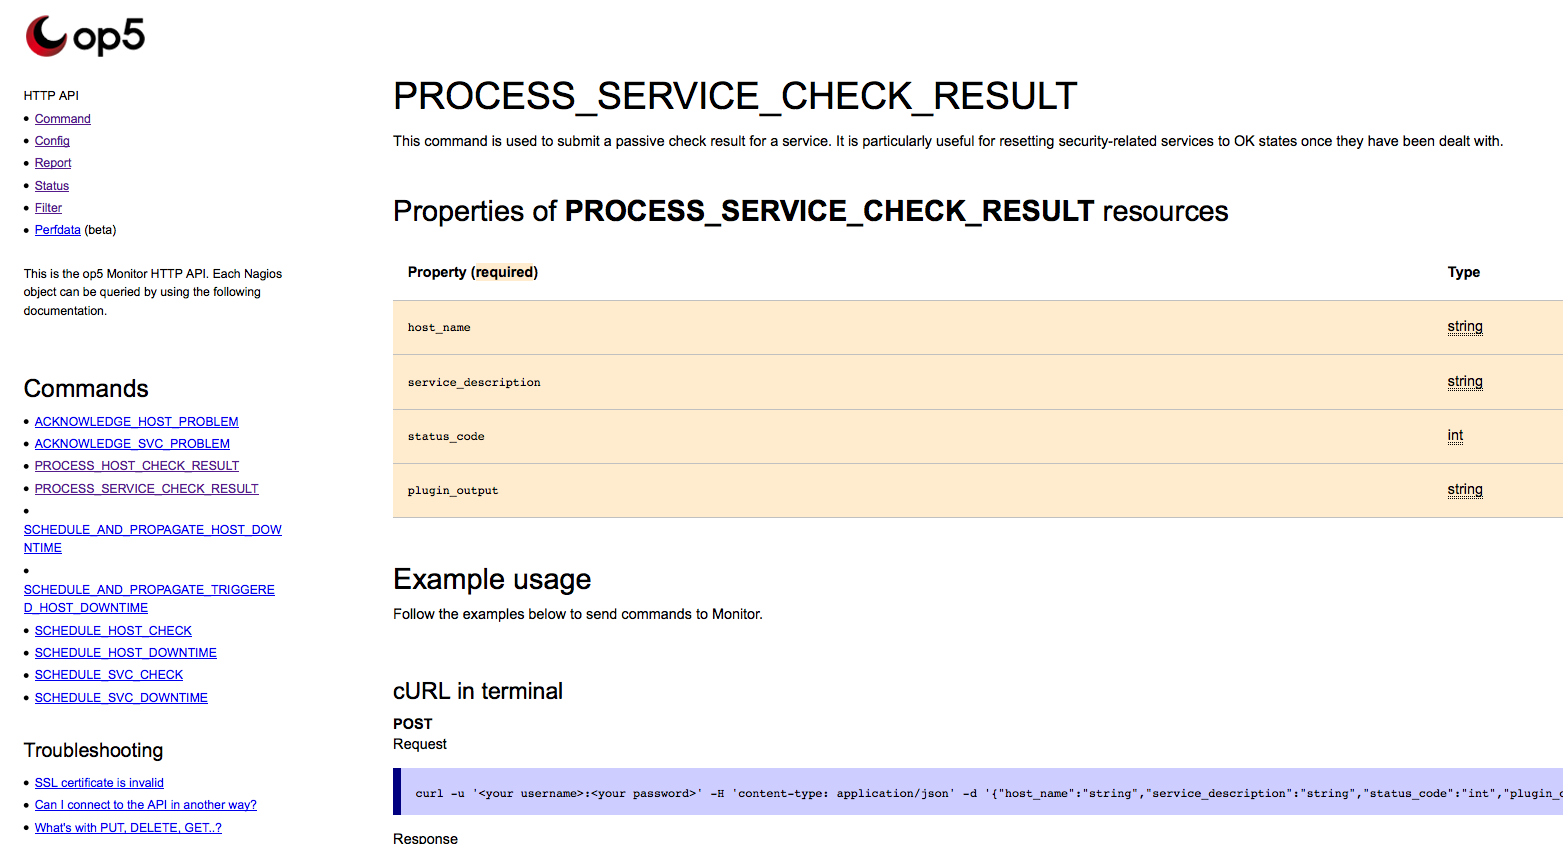 op5
HTTP API
Command
Config
Report
Status
Filter
Perfdata (beta)
This is the op5 Monitor HTTP API. Each Nagios
object can be queried by using the following
documentation.
Commands
ACKNOWLEDGE_HOST_PROBLEM
ACKNOWLEDGE_SVC_PROBLEM
PROCESS_HOST_CHECK_RESULT
PROCESS_SERVICE_CHECK_RESULT
SCHEDULE_AND_PROPAGATE_HOST_DOW
NTIME
SCHEDULE_AND_PROPAGATE_TRIGGERE
D_HOST_DOWNTIME
SCHEDULE_HOST_CHECK
SCHEDULE_HOST_DOWNTIME
SCHEDULE_SVC_CHECK
SCHEDULE_SVC_DOWNTIME
Troubleshooting
SSL certificate is invalid
Can I connect to the API in another way?
What's with PUT, DELETE, GET..?
PROCESS_SERVICE_CHECK_RESULT
This command is used to submit a passive check result for a service. It is particularly useful for resetting security-related services to OK states once they have been dealt with.
Properties of PROCESS_SERVICE_CHECK_RESULT resources
Property (required) Type
host_name string
service_description string
status_code int
plugin_output string
Example usage
Follow the examples below to send commands to Monitor.
cURL in terminal
POST
Request
curl -u '<your username>:<your password>' -H 'content-type: application/json' -d '{"host_name":"string","service_description":"string","status_code":"int","plugin_
Response